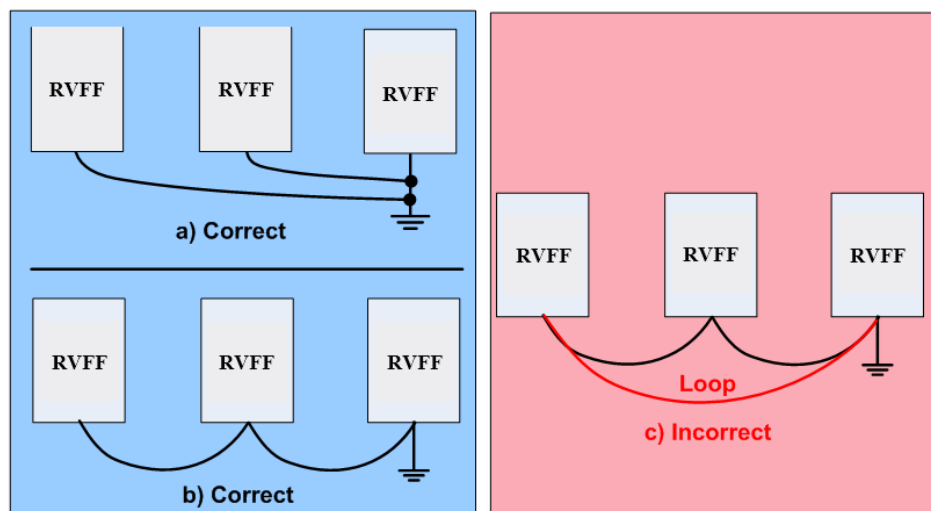 RVFF RVFF RVFF
a) Correct
RVFF RVFF RVFF
b) Correct
RVFF RVFF RVFF
Loop
c) Incorrect